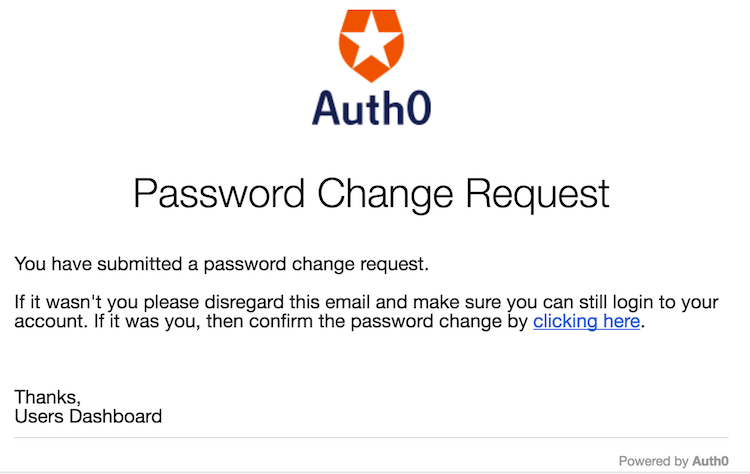 Auth0
Password Change Request
You have submitted a password change request.
If it wasn't you please disregard this email and make sure you can still login to your
account. If it was you, then confirm the password change by clicking here.
Thanks,
Users Dashboard
Powered by Auth0